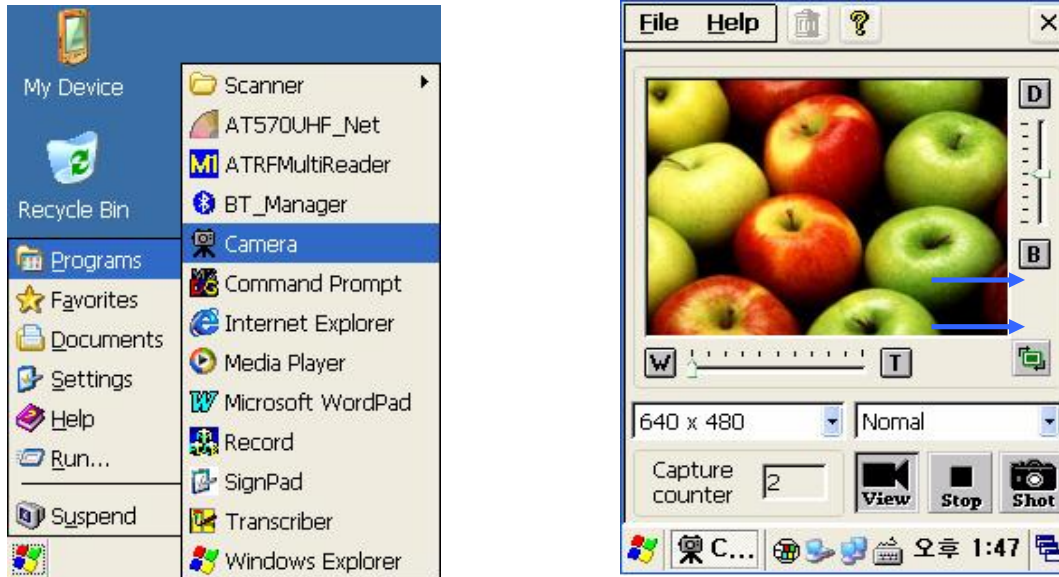 My Device
Recycle Bin
Programs
Favorites
Documents
Settings
Help
Run...
Suspend
Scanner
AT570UHF_Net
M1 ATRFMultiReader
BT_Manager
Camera
Command Prompt
Internet Explorer
Media Player
W Microsoft WordPad
Record
SignPad
Transcriber
Windows Explorer
File Help ? ×
D
B
W T
640 x 480 Normal
Capture counter 2 View Stop Shot
C... 오후 1:47